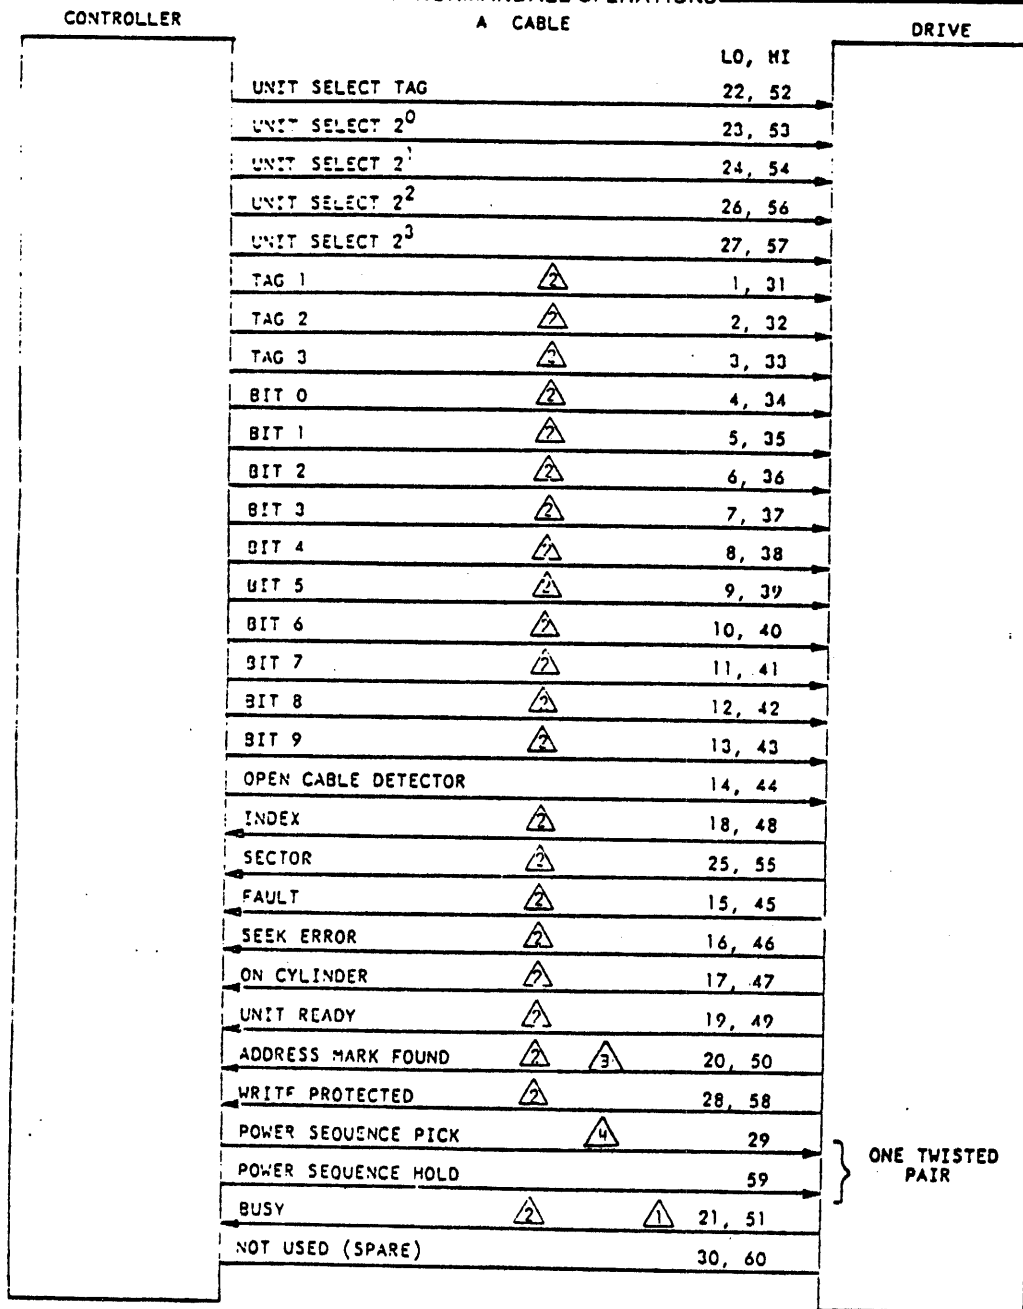 CONTROLLER
A CABLE
DRIVE
LO, HI
UNIT SELECT TAG 22, 52
UNIT SELECT 2^0 23, 53
UNIT SELECT 2^1 24, 54
UNIT SELECT 2^2 26, 56
UNIT SELECT 2^3 27, 57
TAG 1 2 1, 31
TAG 2 2 2, 32
TAG 3 2 3, 33
BIT 0 2 4, 34
BIT 1 2 5, 35
BIT 2 2 6, 36
BIT 3 2 7, 37
BIT 4 2 8, 38
BIT 5 2 9, 39
BIT 6 2 10, 40
BIT 7 2 11, 41
BIT 8 2 12, 42
BIT 9 2 13, 43
OPEN CABLE DETECTOR 14, 44
INDEX 2 18, 48
SECTOR 2 25, 55
FAULT 2 15, 45
SEEK ERROR 2 16, 46
ON CYLINDER 2 17, 47
UNIT READY 2 19, 49
ADDRESS MARK FOUND 2 3 20, 50
WRITE PROTECTED 2 28, 58
POWER SEQUENCE PICK 4 29
POWER SEQUENCE HOLD 59
ONE TWISTED
PAIR
BUSY 2 1 21, 51
NOT USED (SPARE) 30, 60